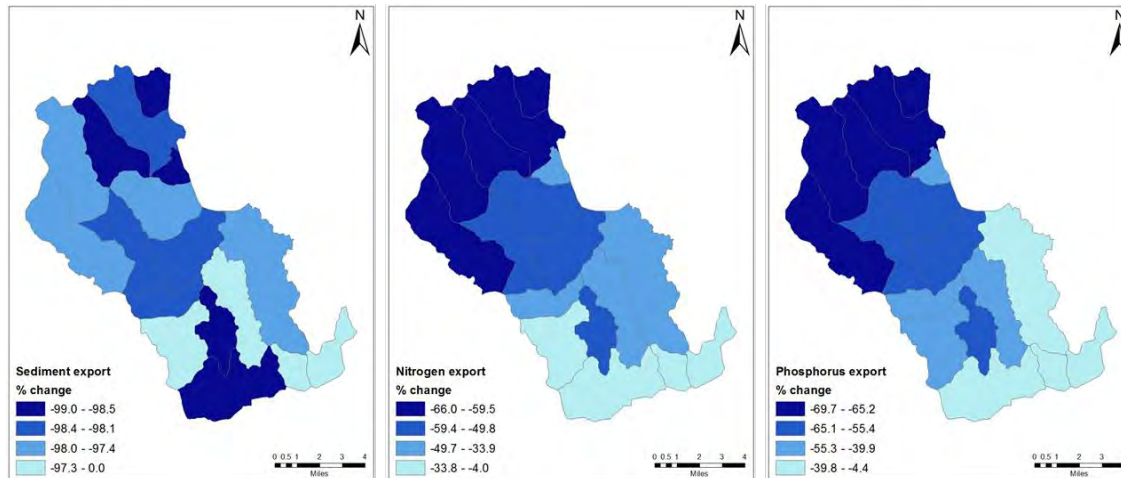 N
Sediment export
% change
-99.0 - -98.5
-98.4 - -98.1
-98.0 - -97.4
-97.3 - 0.0
0 0.5 1 2 3 4
Miles
N
Nitrogen export
% change
-66.0 - -59.5
-59.4 - -49.8
-49.7 - -33.9
-33.8 - -4.0
0 0.5 1 2 3 4
Miles
N
Phosphorus export
% change
-69.7 - -65.2
-65.1 - -55.4
-55.3 - -39.9
-39.8 - -4.4
0 0.5 1 2 3 4
Miles